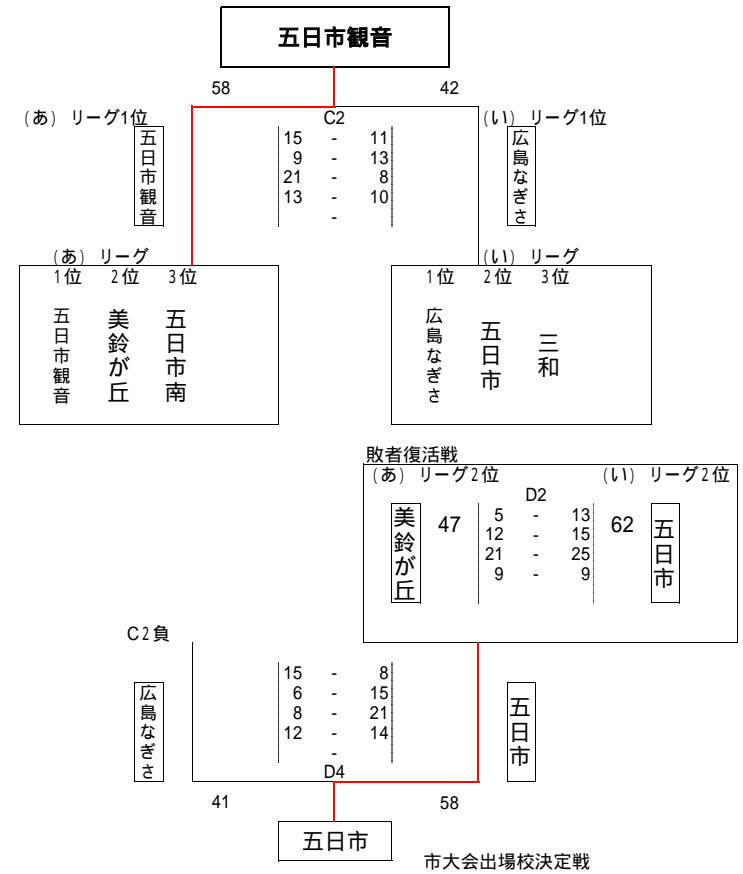 五日市観音
58 42
(あ) リーグ1位 C2 (い) リーグ1位
五日市観音
15 - 11
9 - 13
21 - 8
13 - 10
-
広島なぎさ
(あ) リーグ
1位 2位 3位
五日市観音
美鈴が丘
五日市南
(い) リーグ
1位 2位 3位
広島なぎさ
五日市
三和
敗者復活戦
(あ) リーグ2位 (い) リーグ2位
D2
美鈴が丘
47
5 - 13
12 - 15
21 - 25
9 - 9
62
五日市
C2負
広島なぎさ
15 - 8
6 - 15
8 - 21
12 - 14
-
D4
五日市
41 58
五日市
市大会出場校決定戦